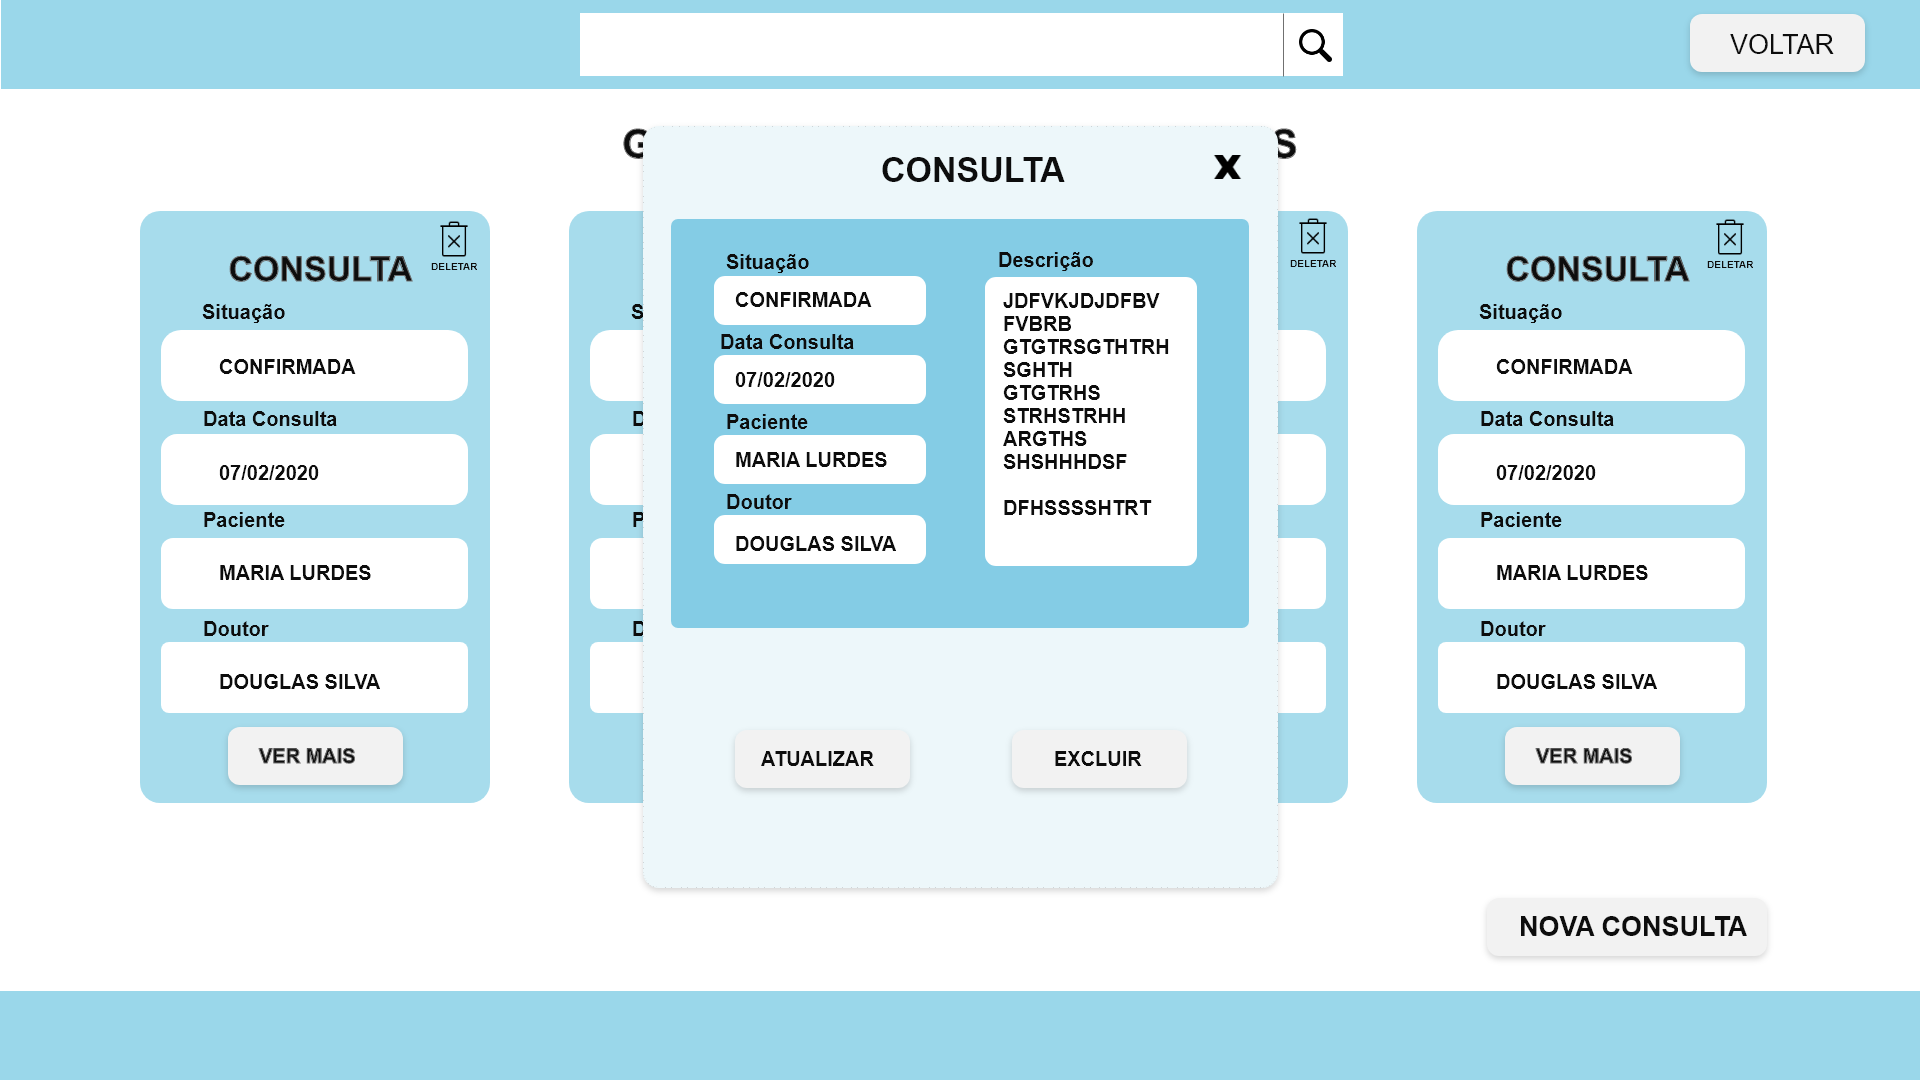 VOLTAR
CONSULTA
X
DELETAR
CONSULTA
Situação
CONFIRMADA
Data Consulta
07/02/2020
Paciente
MARIA LURDES
Doutor
DOUGLAS SILVA
VER MAIS
Situação
CONFIRMADA
Data Consulta
07/02/2020
Paciente
MARIA LURDES
Doutor
DOUGLAS SILVA
Descrição
JDFVKJDJDFBV
FVBRB
GTGTRSGTHTRH
SGHTH
GTGTRHS
STRHSTRHH
ARGTHS
SHSHHHDSF
DFHSSSSHTRT
ATUALIZAR
EXCLUIR
DELETAR
DELETAR
CONSULTA
Situação
CONFIRMADA
Data Consulta
07/02/2020
Paciente
MARIA LURDES
Doutor
DOUGLAS SILVA
VER MAIS
NOVA CONSULTA